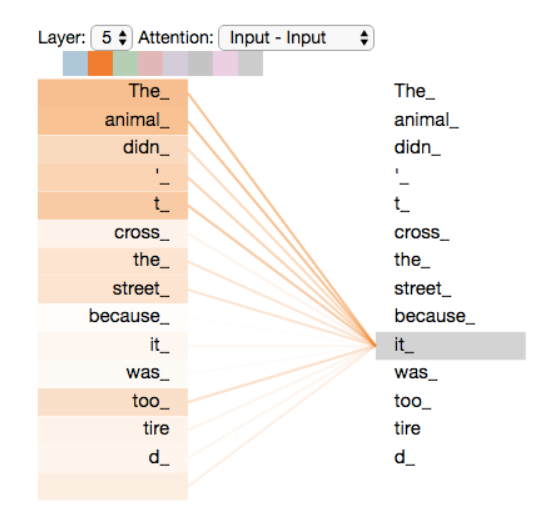 Layer: 5 Attention: Input - Input
The_ The_
animal_ animal_
didn_ didn_
'_ '_
t_ t_
cross_ cross_
the_ the_
street_ street_
because_ because_
it_ it_
was_ was_
too_ too_
tire tire
d_ d_